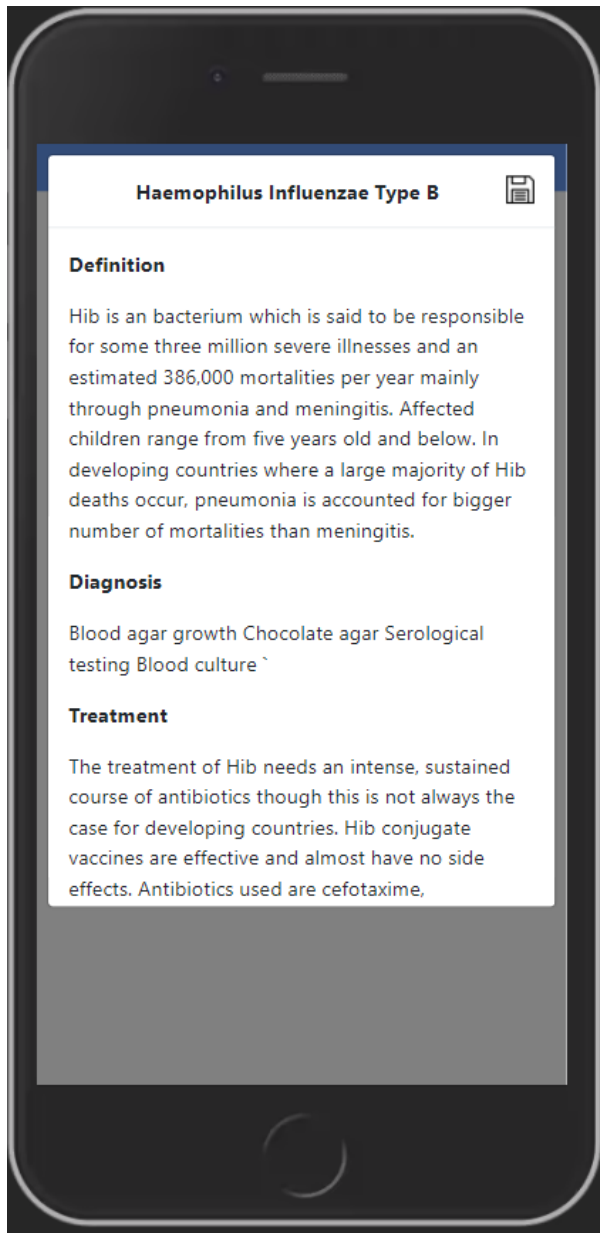 Haemophilus Influenzae Type B
Definition
Hib is an bacterium which is said to be responsible
for some three million severe illnesses and an
estimated 386,000 mortalities per year mainly
through pneumonia and meningitis. Affected
children range from five years old and below. In
developing countries where a large majority of Hib
deaths occur, pneumonia is accounted for bigger
number of mortalities than meningitis.
Diagnosis
Blood agar growth Chocolate agar Serological
testing Blood culture `
Treatment
The treatment of Hib needs an intense, sustained
course of antibiotics though this is not always the
case for developing countries. Hib conjugate
vaccines are effective and almost have no side
effects. Antibiotics used are cefotaxime,